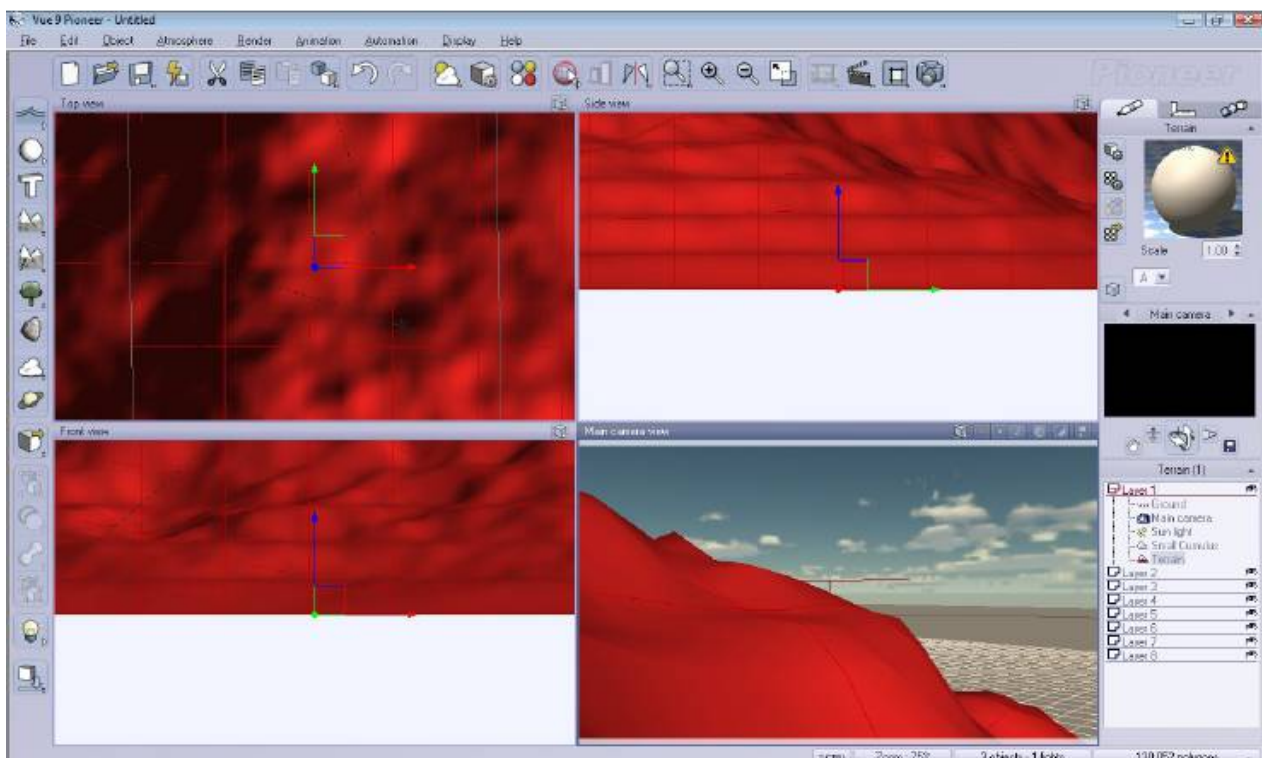 Vue 9 Pioneer - Untitled
File Edit Object Atmosphere Render Animation Automation Display Help
Pioneer
Top view
Side view
Terrain
Scale 1.00
A
Main camera
Front view
Main camera view
Terrain (1)
Layer 1
Ground
Main camera
Sun light
Small Cumulus
Terrain
Layer 2
Layer 3
Layer 4
Layer 5
Layer 6
Layer 7
Layer 8
Zoom : 75%